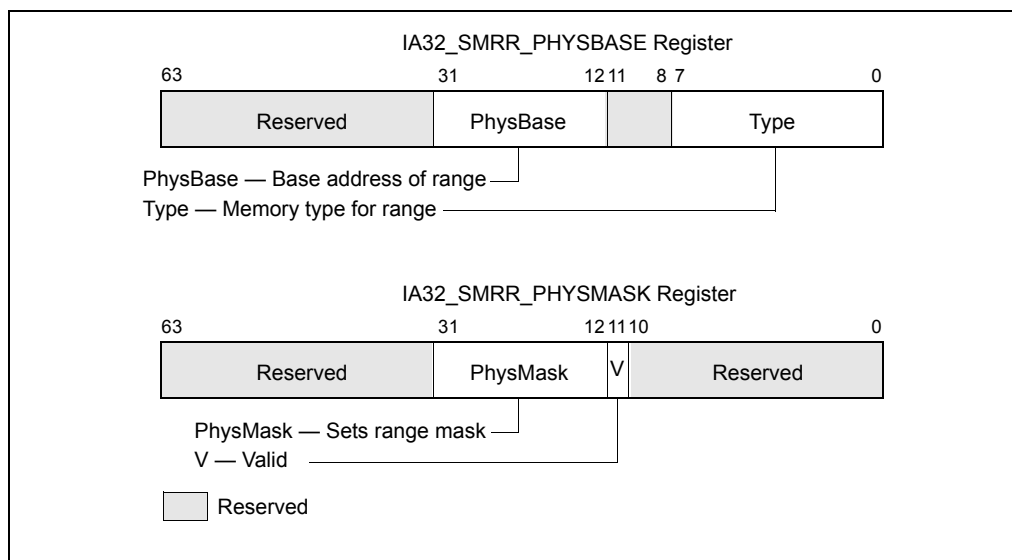 IA32_SMRR_PHYSBASE Register
63 31 12 11 8 7 0
Reserved PhysBase Type
PhysBase — Base address of range
Type — Memory type for range
IA32_SMRR_PHYSMASK Register
63 31 12 11 10 0
Reserved PhysMask V Reserved
PhysMask — Sets range mask
V — Valid
Reserved